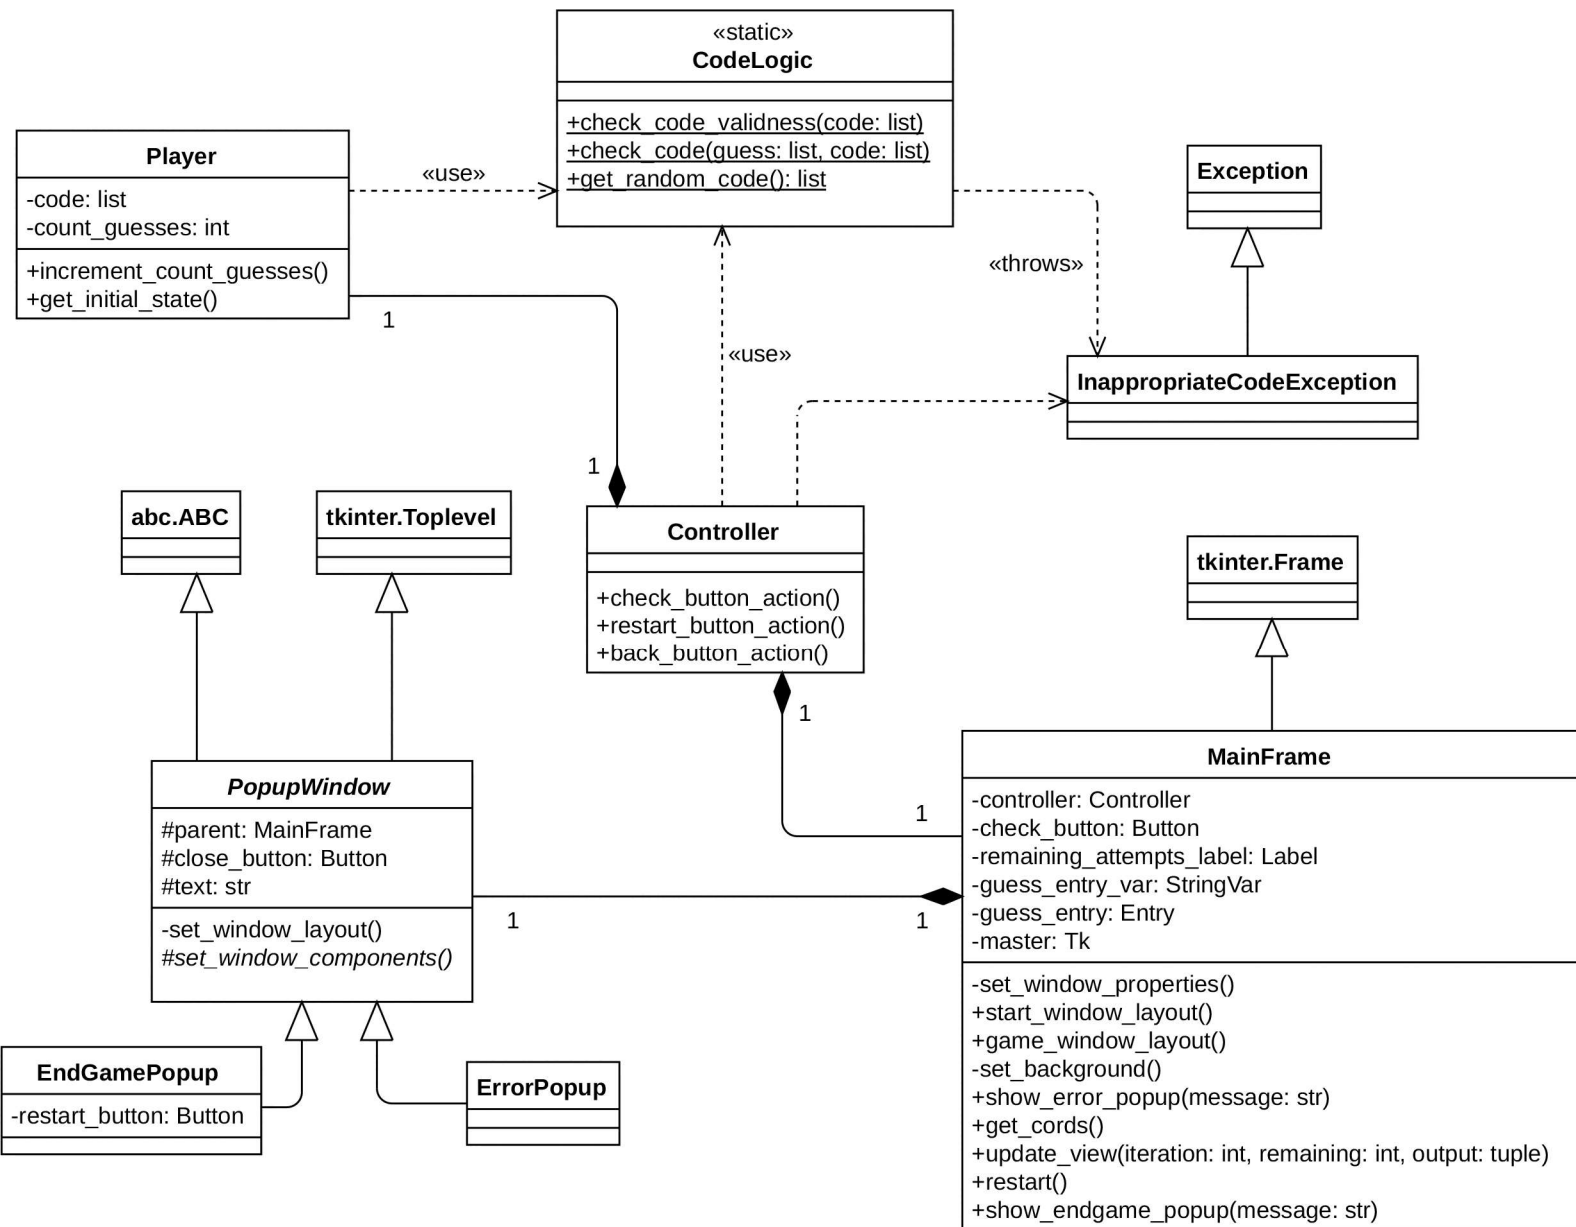 «static»
CodeLogic
+check_code_validness(code: list)
+check_code(guess: list, code: list)
+get_random_code(): list
Player
-code: list
-count_guesses: int
+increment_count_guesses()
+get_initial_state()
«use»
1
Exception
«throws»
«use»
InappropriateCodeException
1
abc.ABC
tkinter.Toplevel
Controller
+check_button_action()
+restart_button_action()
+back_button_action()
1
tkinter.Frame
PopupWindow
#parent: MainFrame
#close_button: Button
#text: str
-set_window_layout()
#set_window_components()
1
1
1
MainFrame
-controller: Controller
-check_button: Button
-remaining_attempts_label: Label
-guess_entry_var: StringVar
-guess_entry: Entry
-master: Tk
-set_window_properties()
+start_window_layout()
+game_window_layout()
-set_background()
+show_error_popup(message: str)
+get_cords()
+update_view(iteration: int, remaining: int, output: tuple)
+restart()
+show_endgame_popup(message: str)
EndGamePopup
-restart_button: Button
ErrorPopup